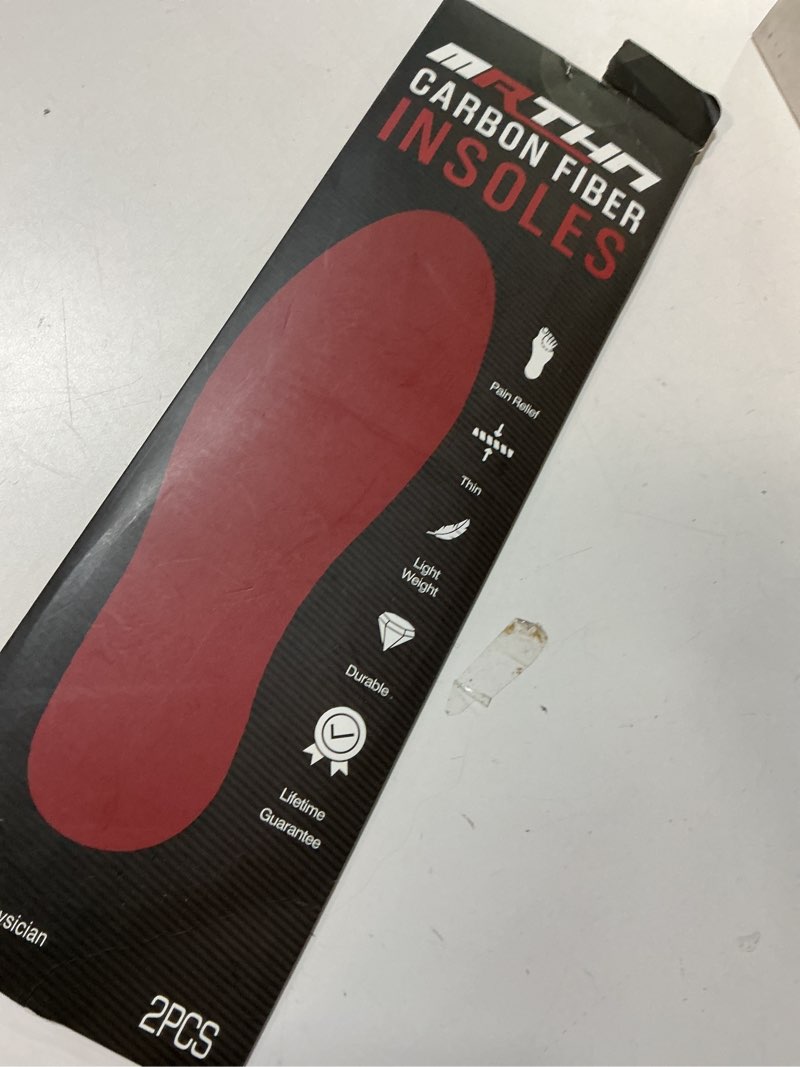 MRTHN
CARBON FIBER
INSOLES
Pain Relief
Thin
Light
Weight
Durable
Lifetime
Guarantee
ysician
2PCS